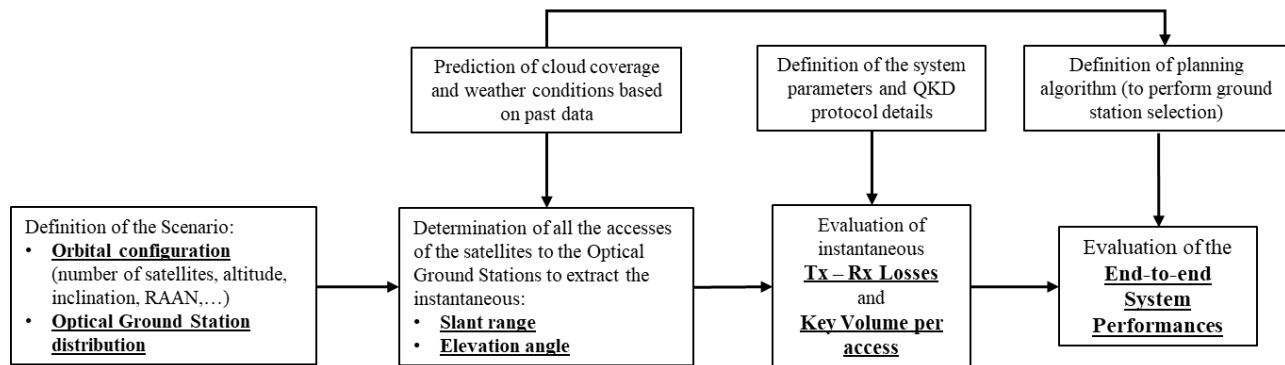 Prediction of cloud coverage
and weather conditions based
on past data
Definition of the system
parameters and QKD
protocol details
Definition of planning
algorithm (to perform ground
station selection)
Definition of the Scenario:
• Orbital configuration
(number of satellites, altitude,
inclination, RAAN,…)
• Optical Ground Station
distribution
Determination of all the accesses
of the satellites to the Optical
Ground Stations to extract the
instantaneous:
• Slant range
• Elevation angle
Evaluation of
instantaneous
Tx – Rx Losses
and
Key Volume per
access
Evaluation of the
End-to-end
System
Performances